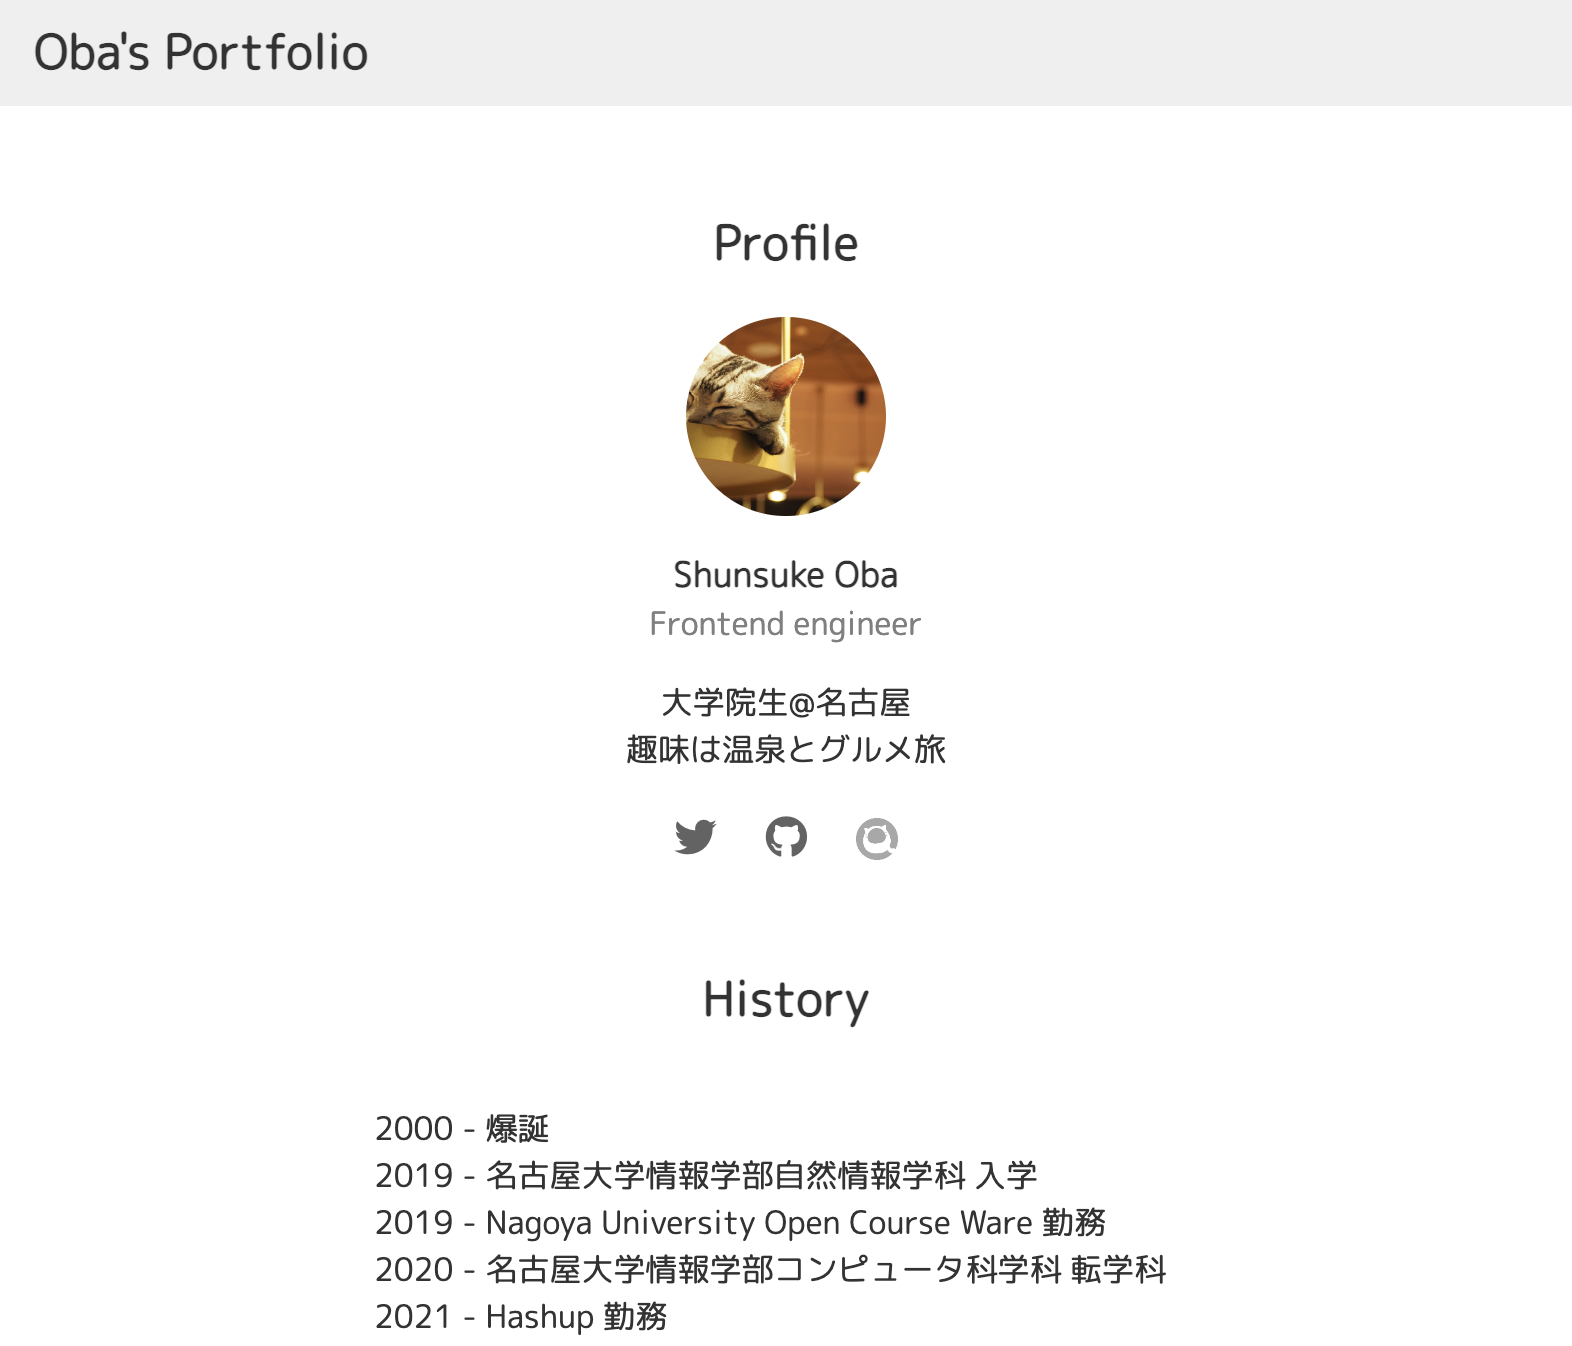 Oba's Portfolio
Profile
Shunsuke Oba
Frontend engineer
大学院生@名古屋
趣味は温泉とグルメ旅
History
2000 - 爆誕
2019 - 名古屋大学情報学部自然情報学科 入学
2019 - Nagoya University Open Course Ware 勤務
2020 - 名古屋大学情報学部コンピュータ科学科 転学科
2021 - Hashup 勤務